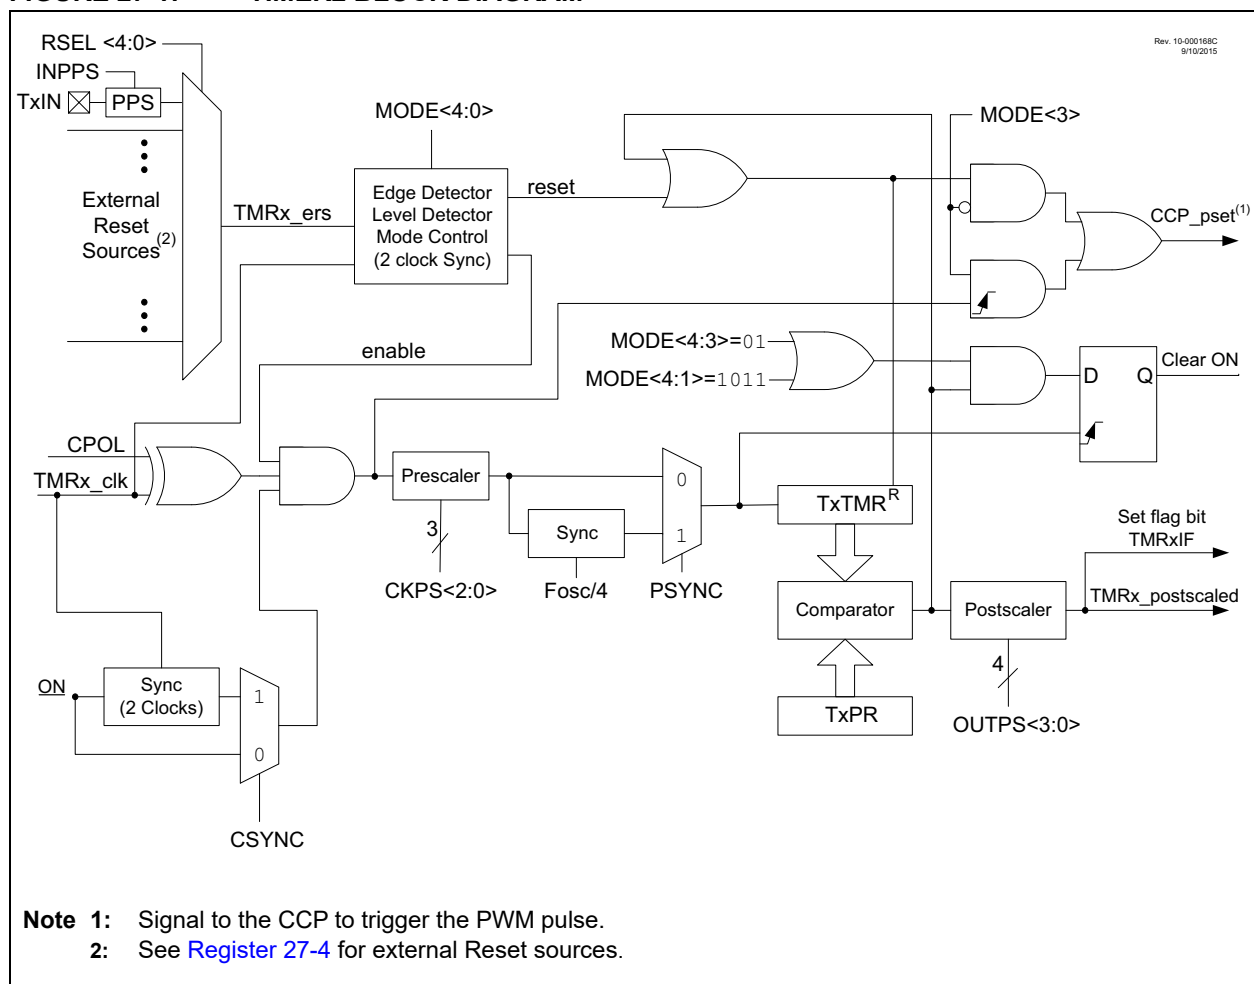 RSEL <4:0>
INPPS
TxIN
PPS
Rev. 10-000168C
9/10/2015
MODE<4:0>
MODE<3>
External
Reset
Sources(2)
TMRx_ers
Edge Detector
Level Detector
Mode Control
(2 clock Sync)
reset
CCP_pset(1)
enable
MODE<4:3>=01
MODE<4:1>=1011
D
Q
Clear ON
CPOL
TMRx_clk
Prescaler
0
1
TxTMR
R
3
Sync
Set flag bit
TMRxIF
CKPS<2:0>
Fosc/4
PSYNC
Comparator
Postscaler
TMRx_postscaled
4
ON
Sync
(2 Clocks)
1
0
TxPR
OUTPS<3:0>
CSYNC
Note 1: Signal to the CCP to trigger the PWM pulse.
2: See Register 27-4 for external Reset sources.